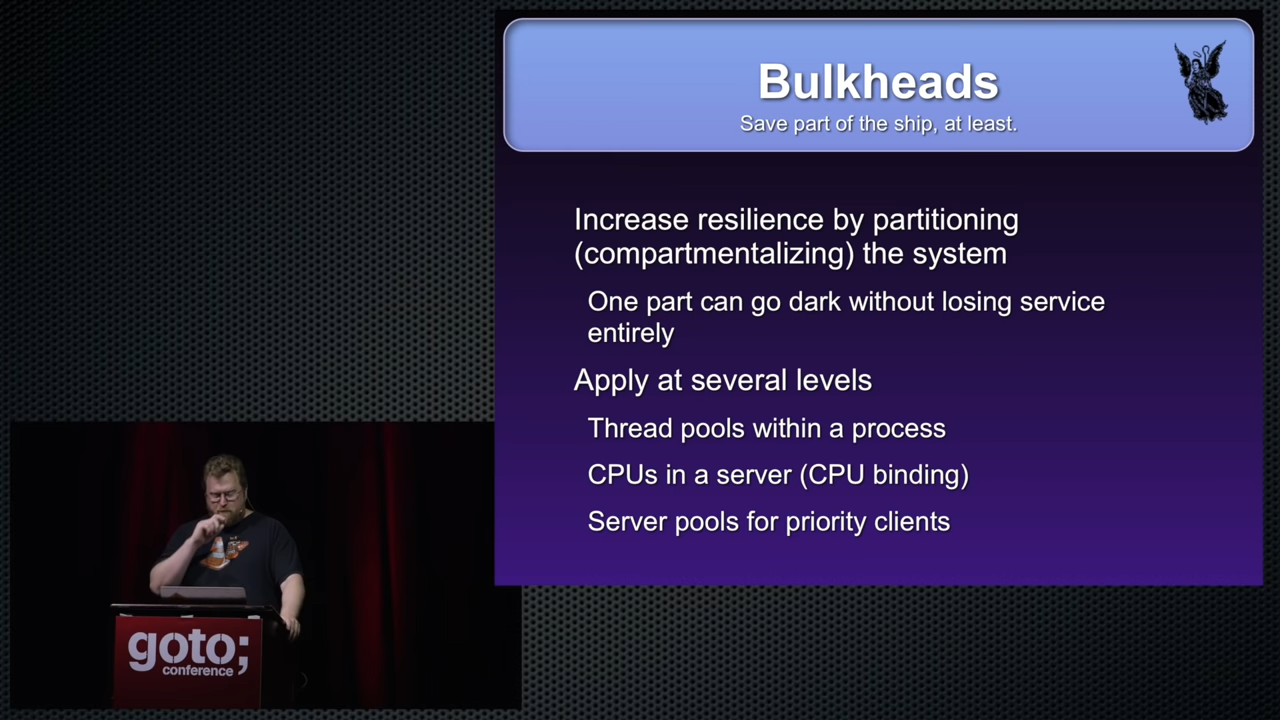 Bulkheads
Save part of the ship, at least.
Increase resilience by partitioning
(compartmentalizing) the system
One part can go dark without losing service
entirely
Apply at several levels
Thread pools within a process
CPUs in a server (CPU binding)
Server pools for priority clients
goto;
conference